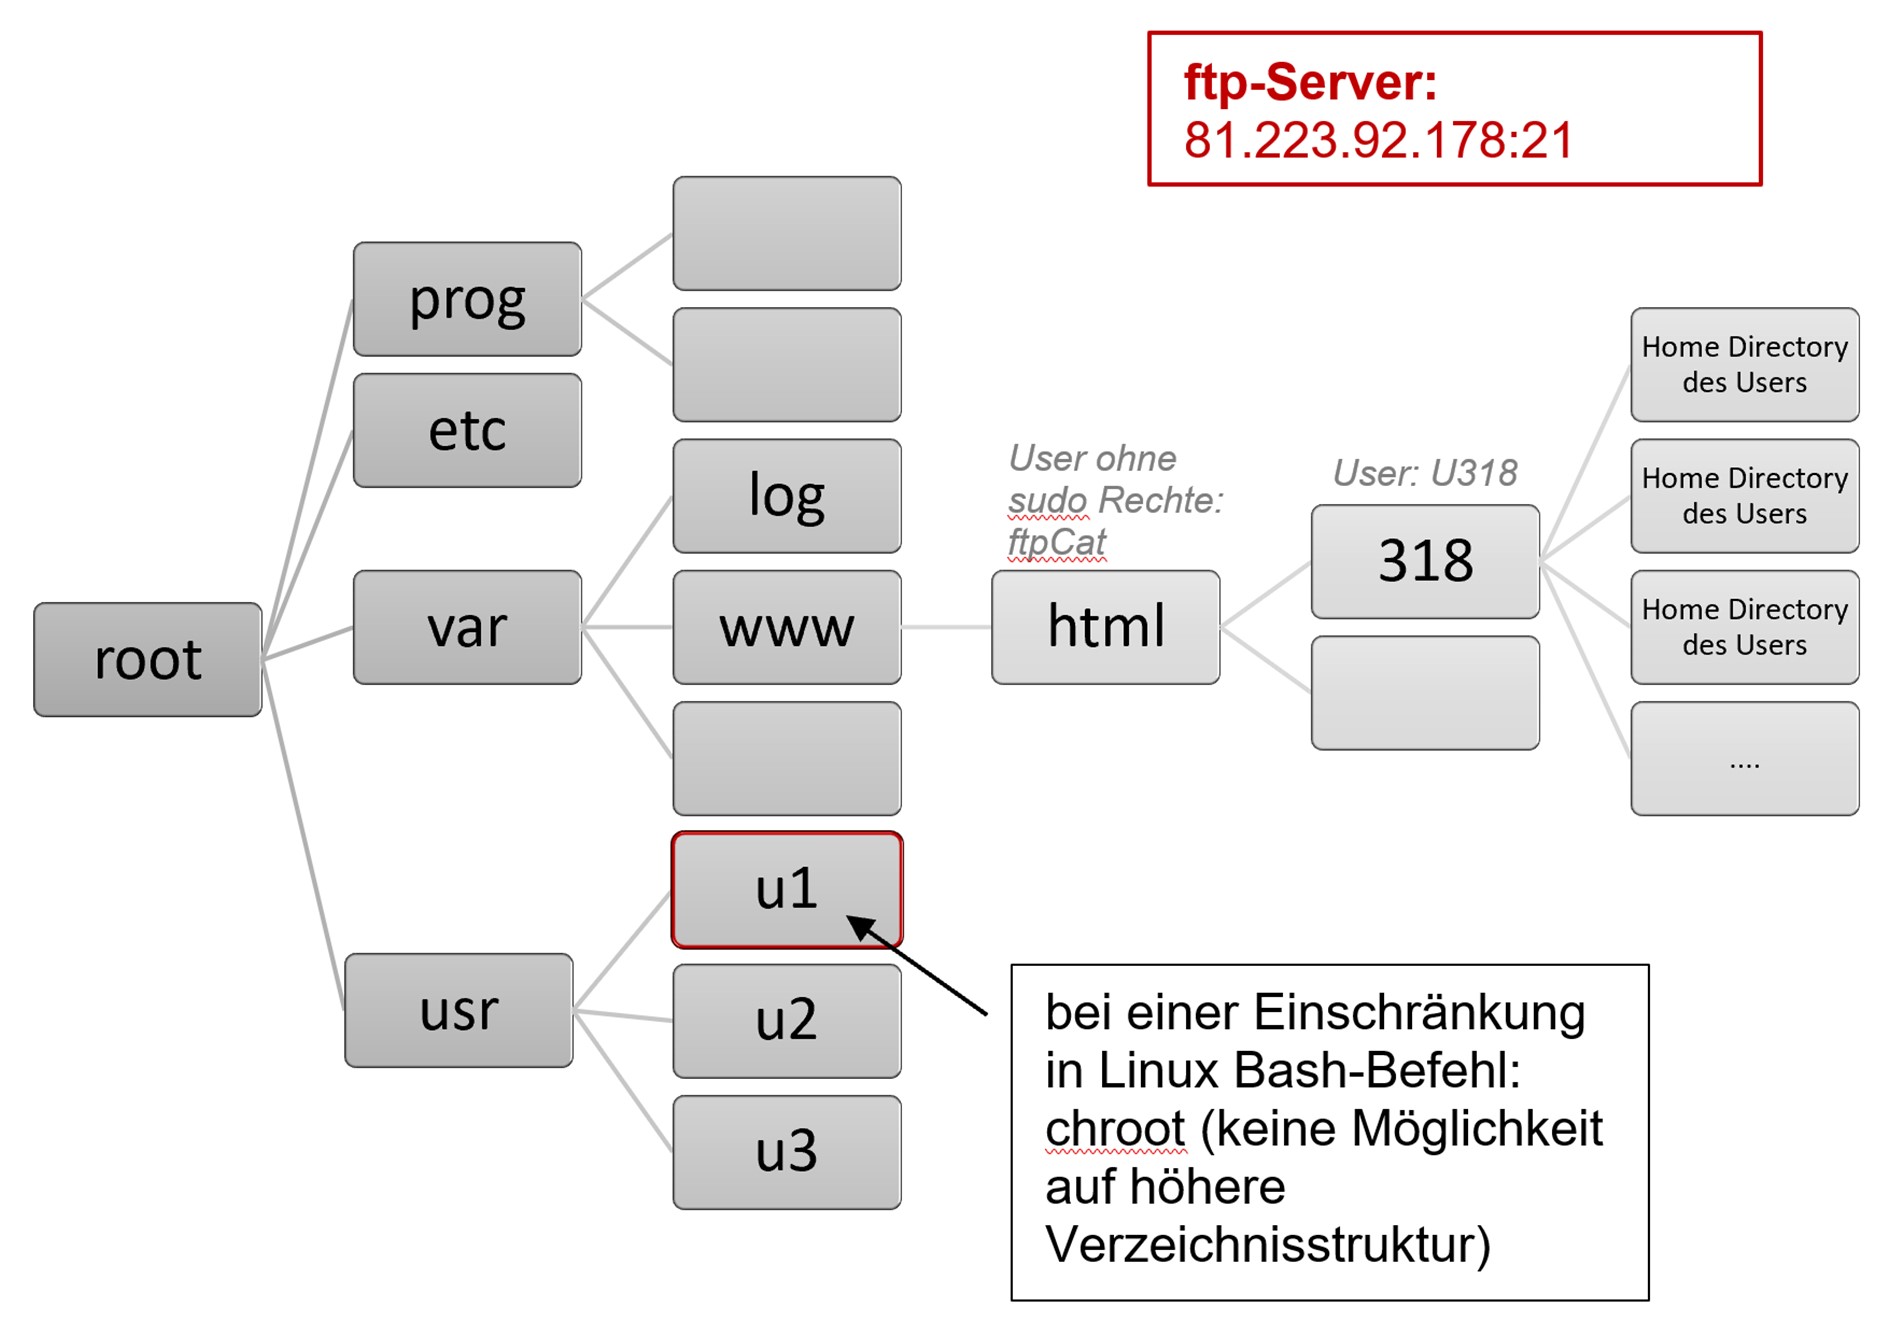 ftp-Server:
81.223.92.178:21
root
prog
etc
var
usr
log
www
u1
u2
u3
User ohne
sudo Rechte:
ftpCat
html
User: U318
318
Home Directory
des Users
Home Directory
des Users
Home Directory
des Users
....
bei einer Einschränkung
in Linux Bash-Befehl:
chroot (keine Möglichkeit
auf höhere
Verzeichnisstruktur)